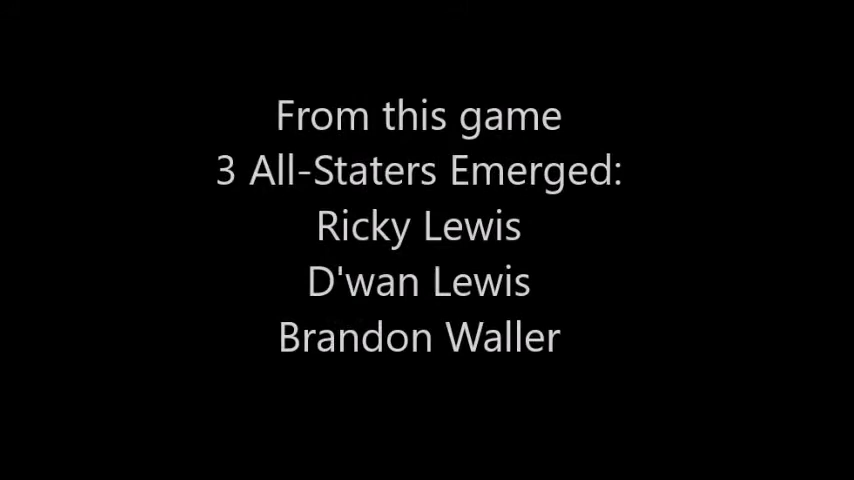 From this game
3 All-Staters Emerged:
Ricky Lewis
D'wan Lewis
Brandon Waller